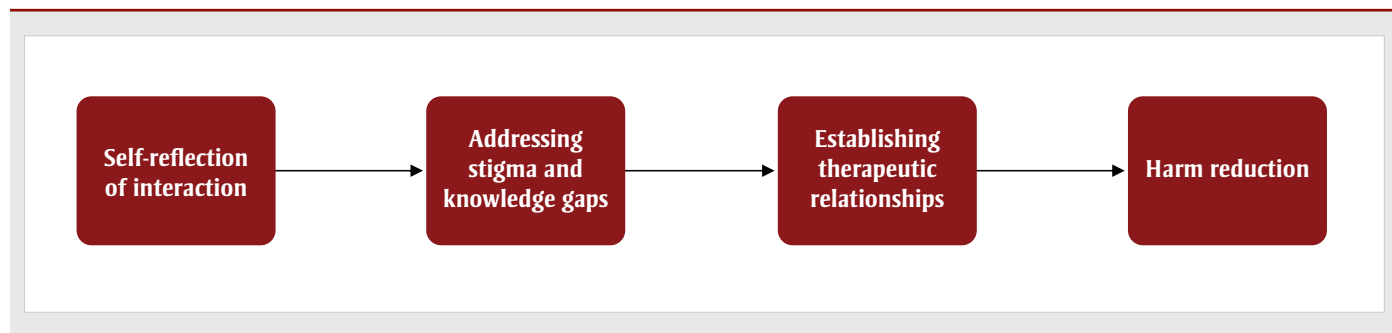 Self-reflection
of interaction
Addressing
stigma and
knowledge gaps
Establishing
therapeutic
relationships
Harm reduction